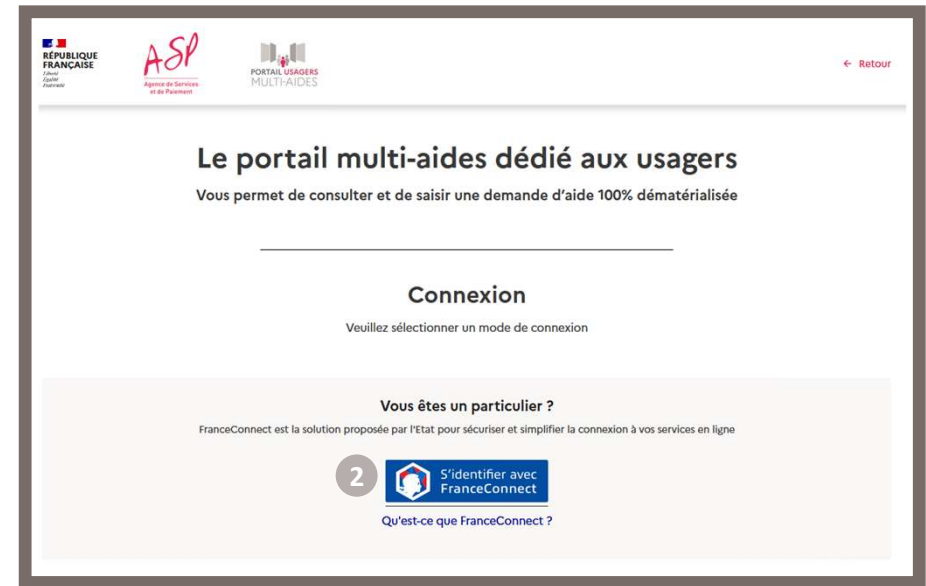 RÉPUBLIQUE
FRANÇAISE
Liberté
Égalité
Fraternité
ASP
Agence de Services
et de Paiement
PORTAIL USAGERS
MULTI-AIDES
← Retour
Le portail multi-aides dédié aux usagers
Vous permet de consulter et de saisir une demande d'aide 100% dématérialisée
Connexion
Veuillez sélectionner un mode de connexion
Vous êtes un particulier ?
FranceConnect est la solution proposée par l'Etat pour sécuriser et simplifier la connexion à vos services en ligne
2
S'identifier avec
FranceConnect
Qu'est-ce que FranceConnect ?